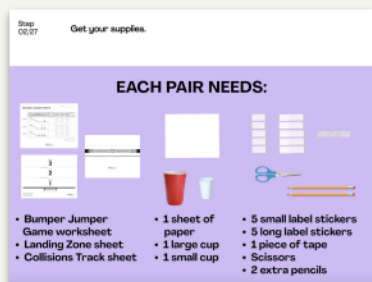 Step
02/27
Get your supplies.
EACH PAIR NEEDS:
• Bumper Jumper
Game worksheet
• Landing Zone sheet
• Collisions Track sheet
• 1 sheet of
paper
• 1 large cup
• 1 small cup
• 5 small label stickers
• 5 long label stickers
• 1 piece of tape
• Scissors
• 2 extra pencils